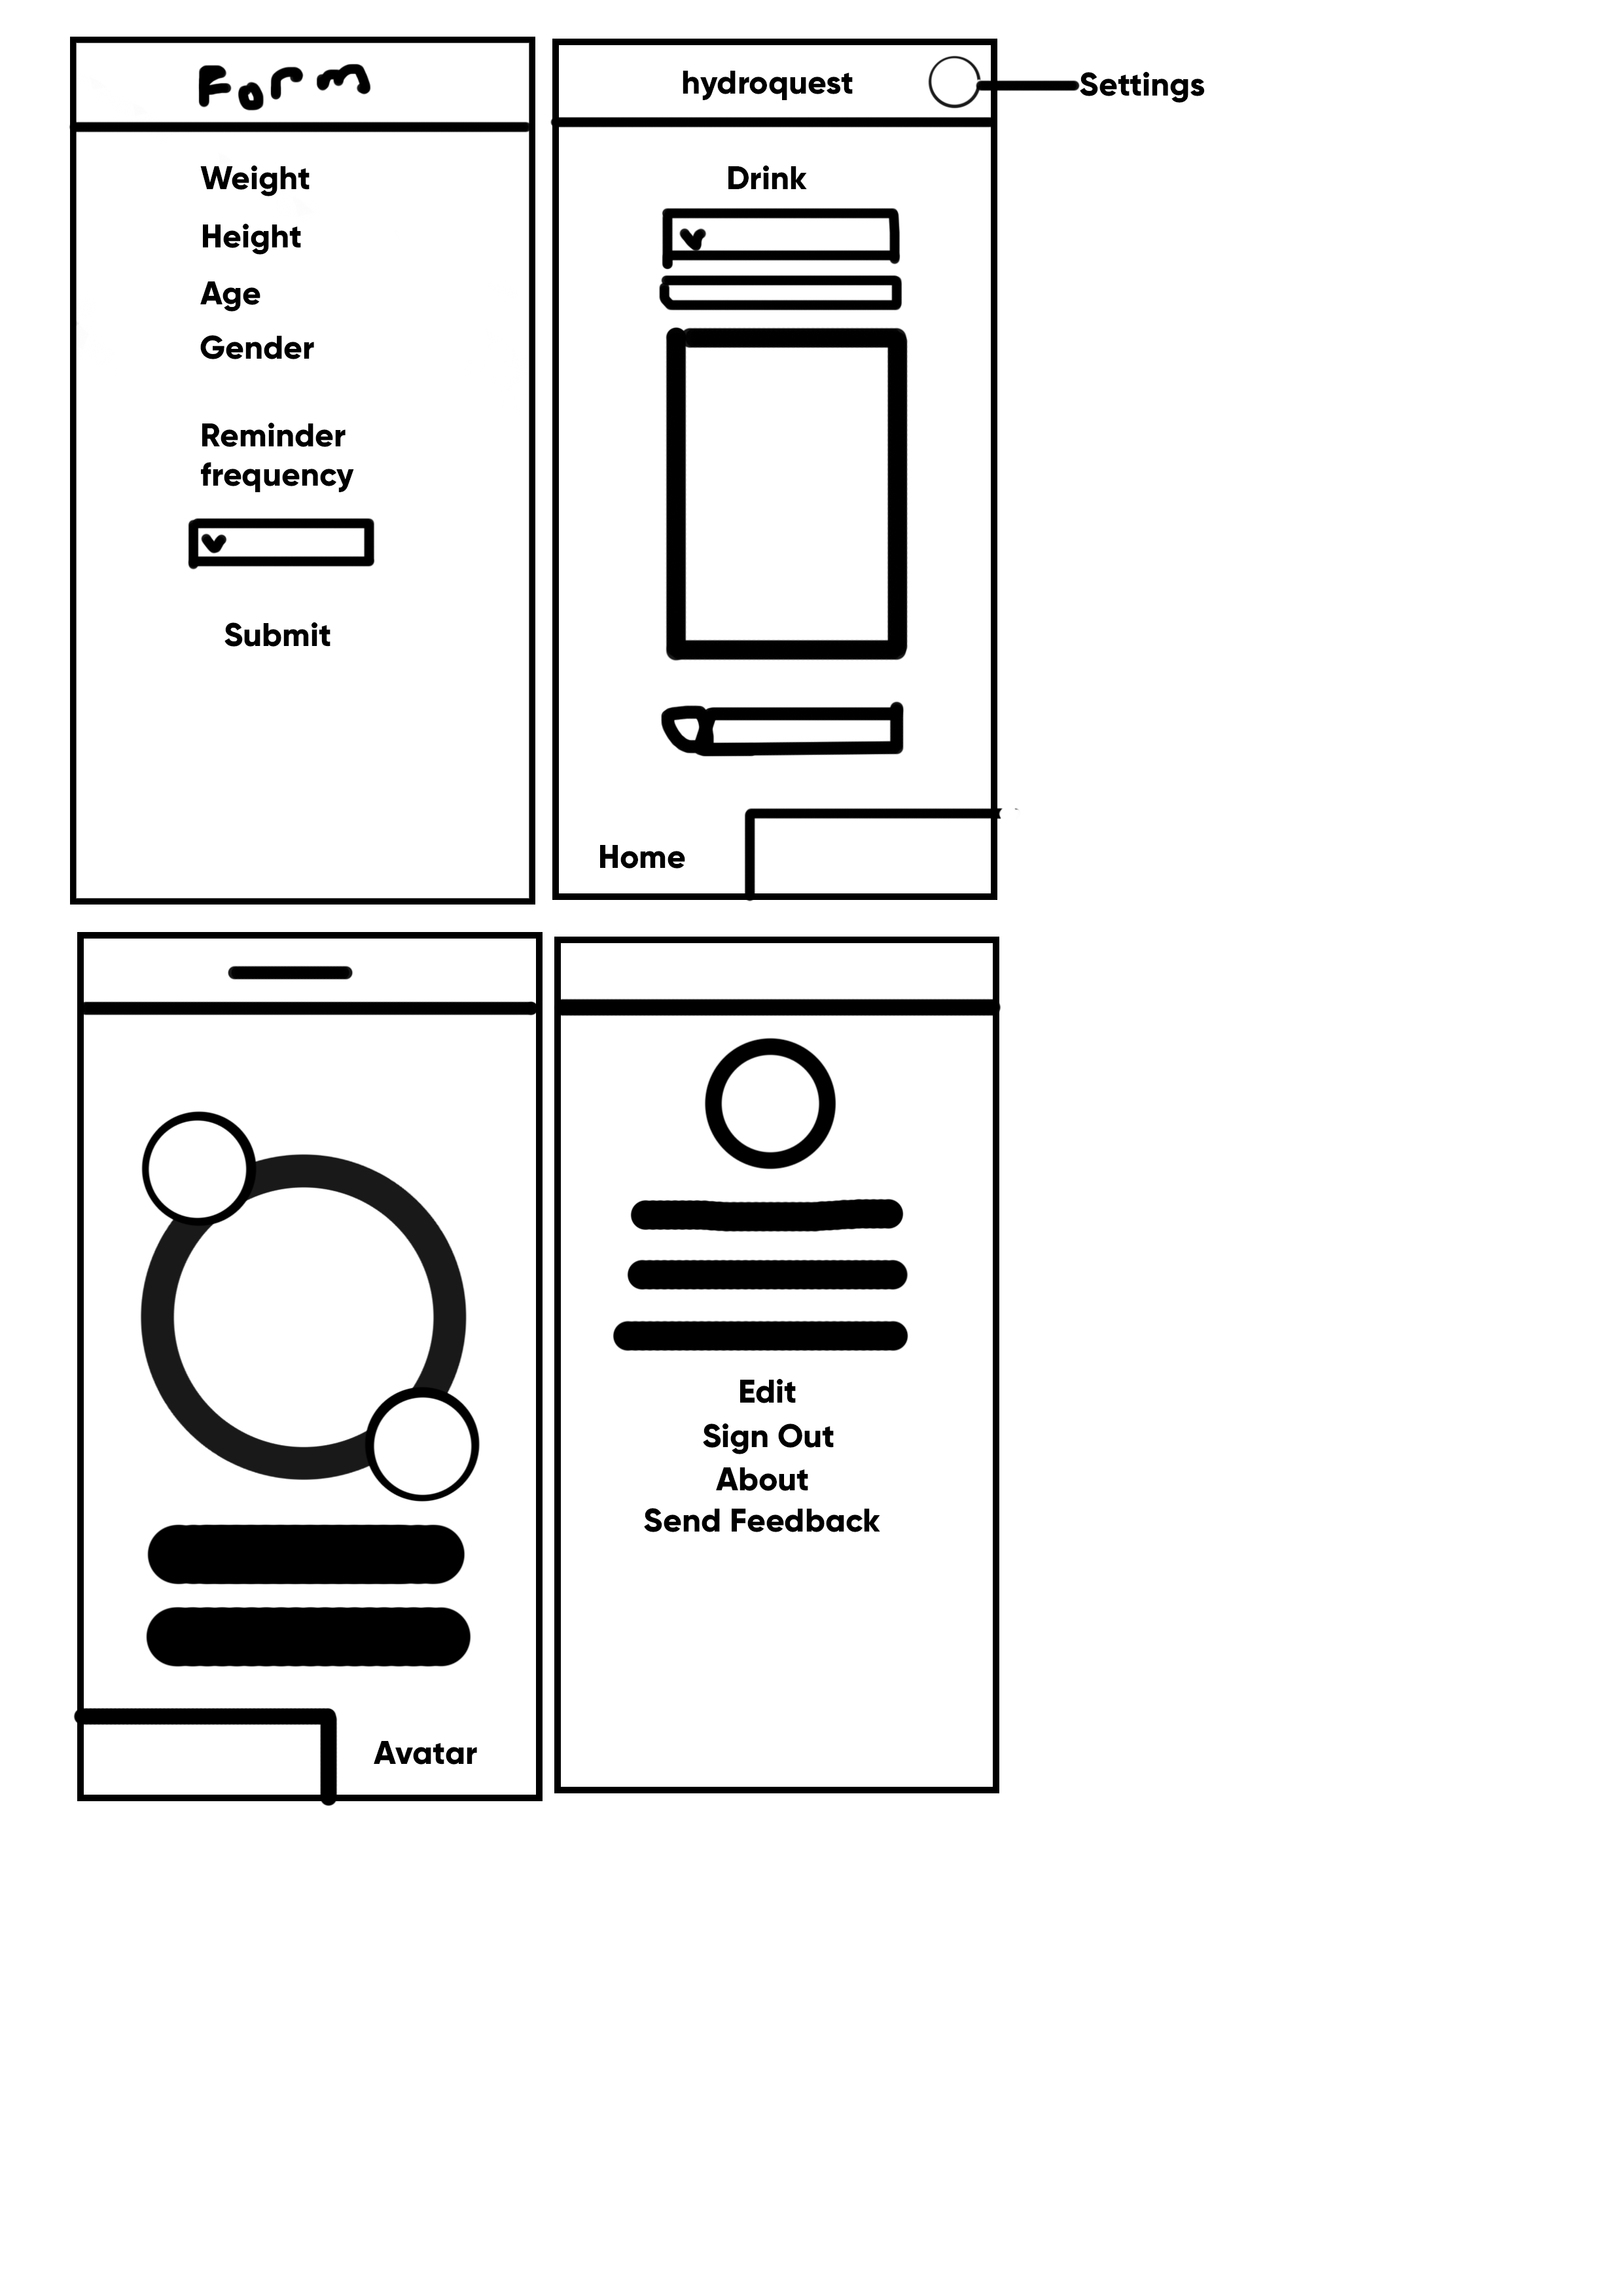 Form
Weight
Height
Age
Gender
Reminder
frequency
Submit
hydroquest
Settings
Drink
Home
Avatar
Edit
Sign Out
About
Send Feedback